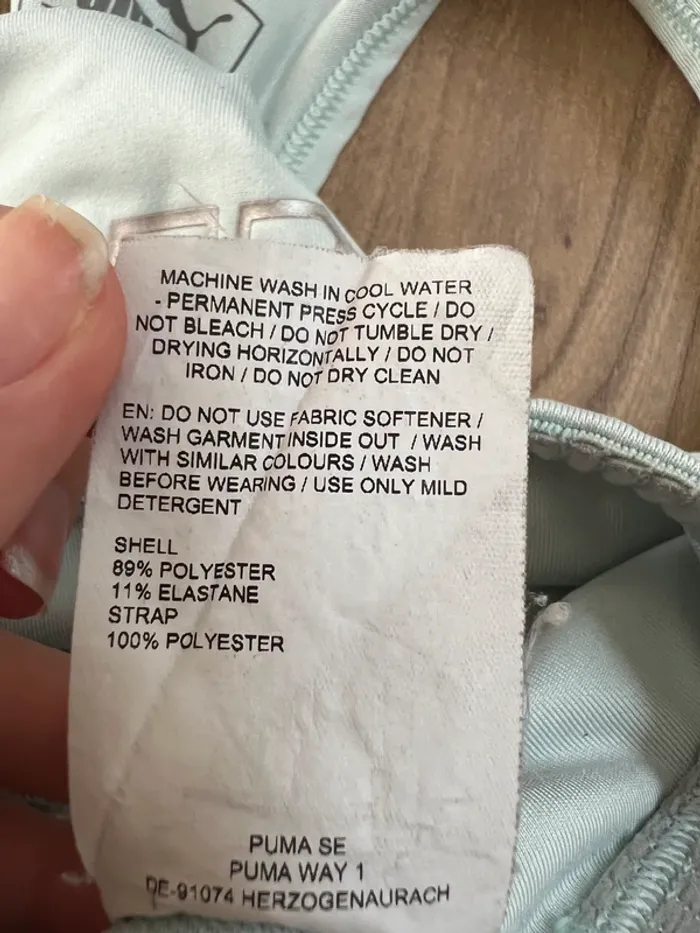 MACHINE WASH IN COOL WATER
- PERMANENT PRESS CYCLE / DO
NOT BLEACH / DO NOT TUMBLE DRY /
DRYING HORIZONTALLY / DO NOT
IRON / DO NOT DRY CLEAN
EN: DO NOT USE FABRIC SOFTENER /
WASH GARMENT INSIDE OUT / WASH
WITH SIMILAR COLOURS / WASH
BEFORE WEARING / USE ONLY MILD
DETERGENT
SHELL
89% POLYESTER
11% ELASTANE
STRAP
100% POLYESTER
PUMA SE
PUMA WAY 1
DE-91074 HERZOGENAURACH